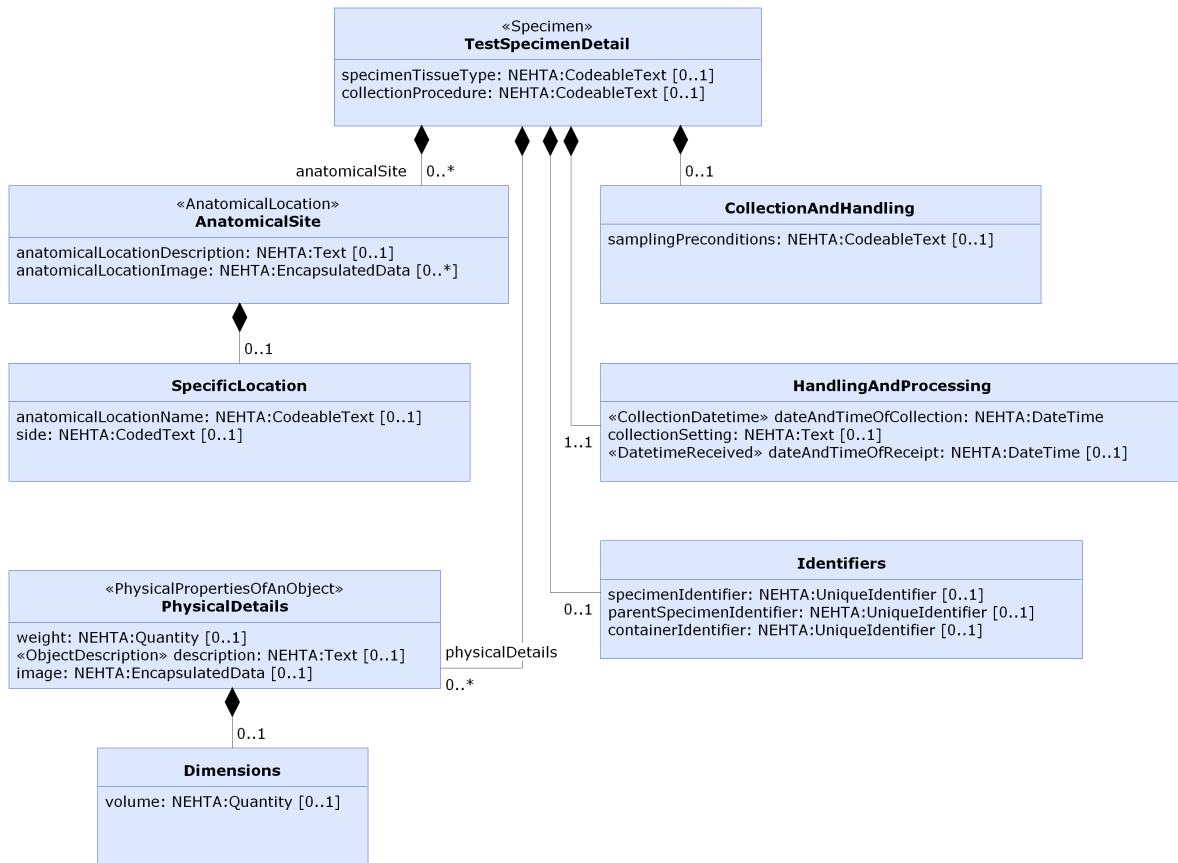 «Specimen»
TestSpecimenDetail
specimenTissueType: NEHTA:CodeableText [0..1]
collectionProcedure: NEHTA:CodeableText [0..1]
anatomicalSite
0..*
0..1
«AnatomicalLocation»
AnatomicalSite
anatomicalLocationDescription: NEHTA:Text [0..1]
anatomicalLocationImage: NEHTA:EncapsulatedData [0..*]
CollectionAndHandling
samplingPreconditions: NEHTA:CodeableText [0..1]
0..1
SpecificLocation
anatomicalLocationName: NEHTA:CodeableText [0..1]
side: NEHTA:CodedText [0..1]
HandlingAndProcessing
«CollectionDatetime» dateAndTimeOfCollection: NEHTA:DateTime
collectionSetting: NEHTA:Text [0..1]
«DatetimeReceived» dateAndTimeOfReceipt: NEHTA:DateTime [0..1]
1..1
Identifiers
specimenIdentifier: NEHTA:UniqueIdentifier [0..1]
parentSpecimenIdentifier: NEHTA:UniqueIdentifier [0..1]
containerIdentifier: NEHTA:UniqueIdentifier [0..1]
0..1
«PhysicalPropertiesOfAnObject»
PhysicalDetails
weight: NEHTA:Quantity [0..1]
«ObjectDescription» description: NEHTA:Text [0..1]
image: NEHTA:EncapsulatedData [0..1]
physicalDetails
0..*
0..1
Dimensions
volume: NEHTA:Quantity [0..1]